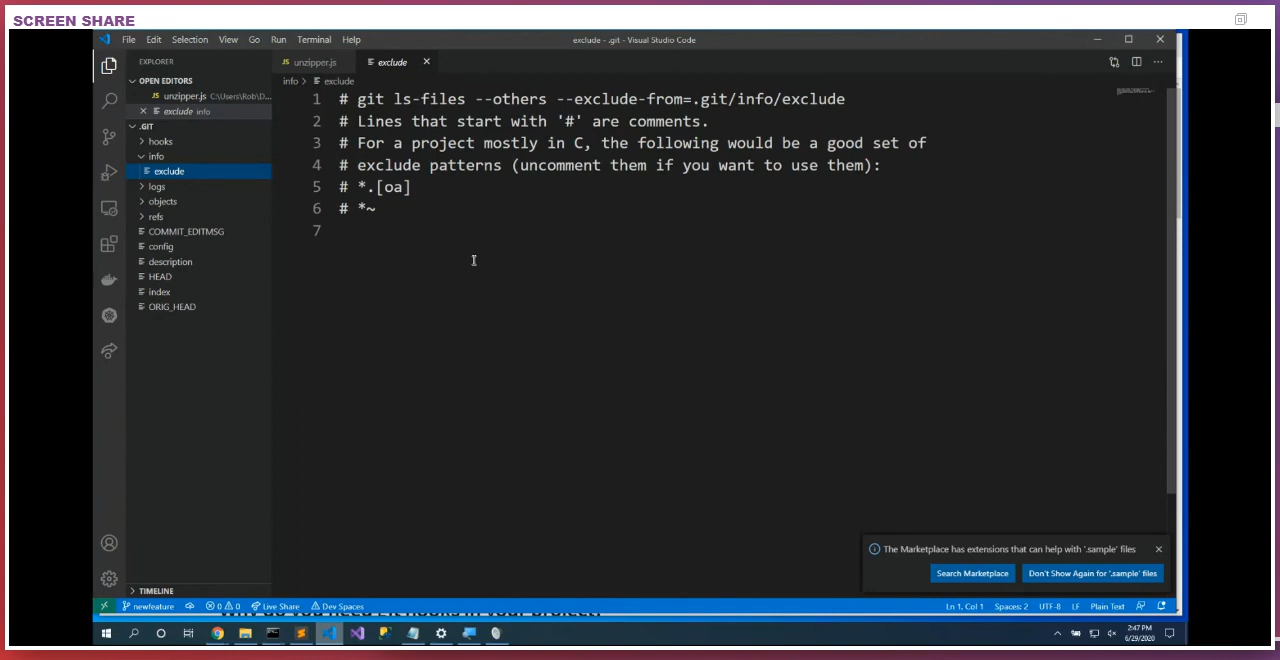 SCREEN SHARE
File Edit Selection View Go Run Terminal Help
exclude - .git - Visual Studio Code
EXPLORER
OPEN EDITORS
unzipper.js C:\Users\Rob\D...
exclude info
.GIT
hooks
info
exclude
logs
objects
refs
COMMIT_EDITMSG
config
description
HEAD
index
ORIG_HEAD
TIMELINE
JS unzipper.js
exclude
info > exclude
1 # git ls-files --others --exclude-from=.git/info/exclude
2 # Lines that start with '#' are comments.
3 # For a project mostly in C, the following would be a good set of
4 # exclude patterns (uncomment them if you want to use them):
5 # *.[oa]
6 # *~
7
The Marketplace has extensions that can help with '.sample' files
Search Marketplace
Don't Show Again for '.sample' files
newfeature
0 0
Live Share
Dev Spaces
Ln 1, Col 1
Spaces: 2
UTF-8
LF
Plain Text
2:47 PM
6/29/2020